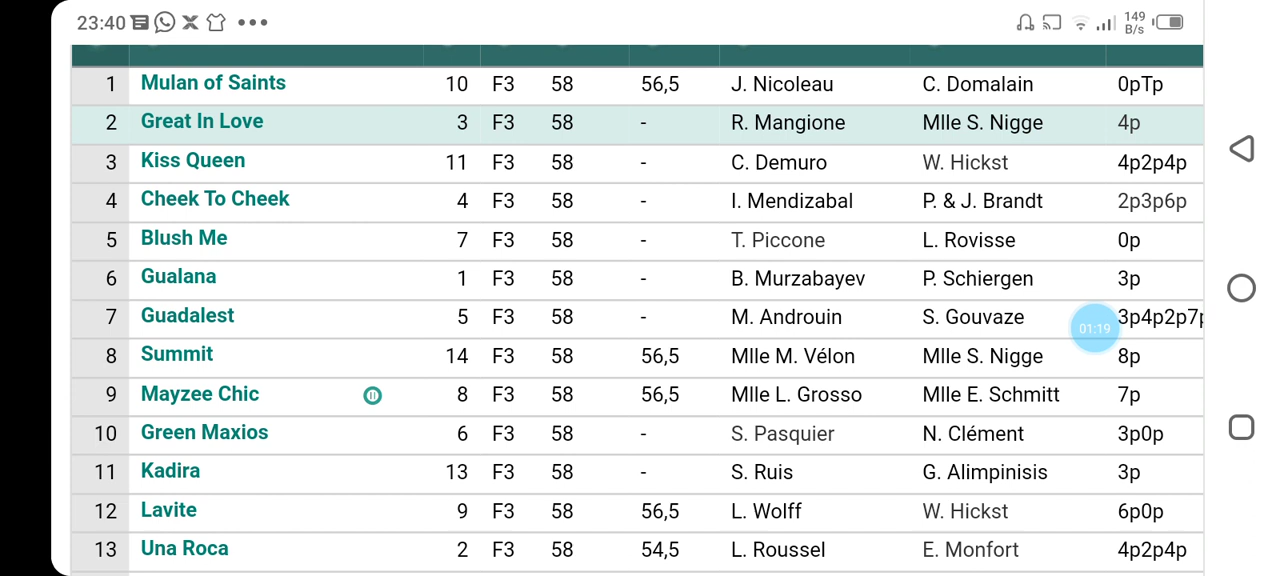 23:40 149 B/s
1 Mulan of Saints 10 F3 58 56,5 J. Nicoleau C. Domalain 0pTp
2 Great In Love 3 F3 58 - R. Mangione Mlle S. Nigge 4p
3 Kiss Queen 11 F3 58 - C. Demuro W. Hickst 4p2p4p
4 Cheek To Cheek 4 F3 58 - I. Mendizabal P. & J. Brandt 2p3p6p
5 Blush Me 7 F3 58 - T. Piccone L. Rovisse 0p
6 Gualana 1 F3 58 - B. Murzabayev P. Schiergen 3p
7 Guadalest 5 F3 58 - M. Androuin S. Gouvaze 01:19 3p4p2p7p
8 Summit 14 F3 58 56,5 Mlle M. Vélon Mlle S. Nigge 8p
9 Mayzee Chic 8 F3 58 56,5 Mlle L. Grosso Mlle E. Schmitt 7p
10 Green Maxios 6 F3 58 - S. Pasquier N. Clément 3p0p
11 Kadira 13 F3 58 - S. Ruis G. Alimpinisis 3p
12 Lavite 9 F3 58 56,5 L. Wolff W. Hickst 6p0p
13 Una Roca 2 F3 58 54,5 L. Roussel E. Monfort 4p2p4p